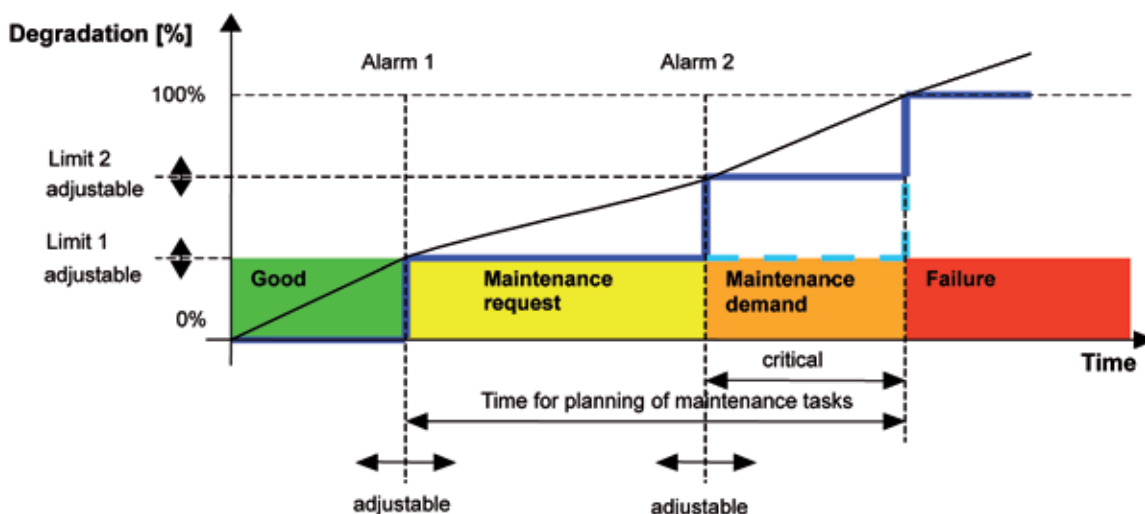 Degradation [%]
Alarm 1
Alarm 2
100%
Limit 2
adjustable
Limit 1
adjustable
Good
Maintenance
request
Maintenance
demand
Failure
0%
critical
Time
Time for planning of maintenance tasks
adjustable
adjustable